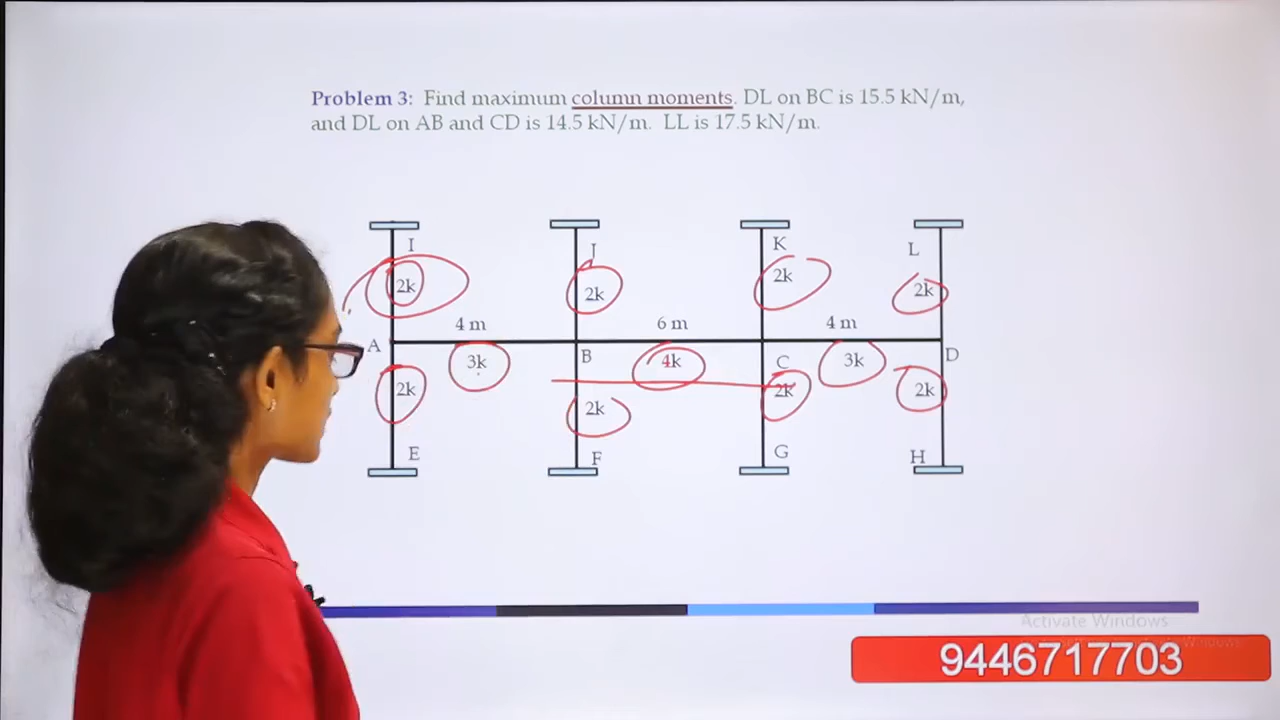 Problem 3: Find maximum column moments. DL on BC is 15.5 kN/m,
and DL on AB and CD is 14.5 kN/m. LL is 17.5 kN/m.
I J K L
2k 2k 2k 2k
4 m 6 m 4 m
A B C D
3k 4k 3k
2k 2k 2k 2k
E F G H
Activate Windows
9446717703